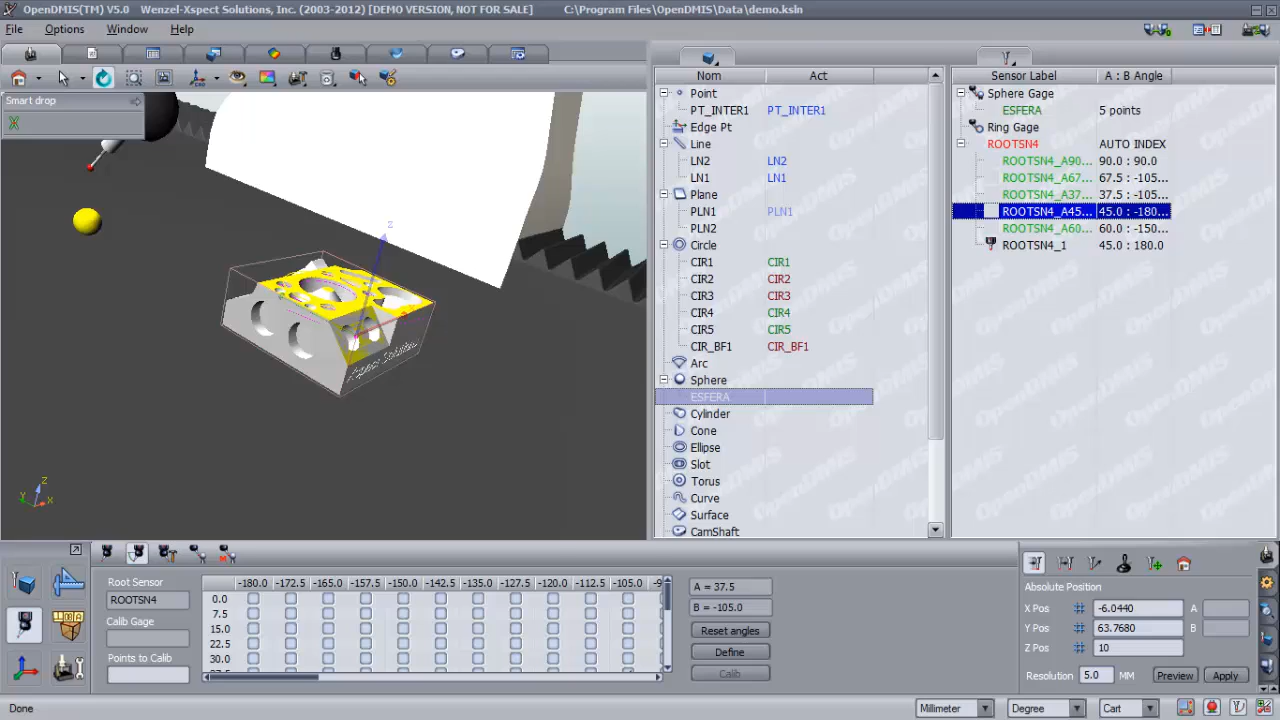 OpenDMIS(TM) V5.0 Wenzel-Xspect Solutions, Inc. (2003-2012) [DEMO VERSION, NOT FOR SALE] C:\Program Files\OpenDMIS\Data\demo.ksln
File Options Window Help
Smart drop
Z
Xspect Solutions
Z
Y X
Nom Act
Point
PT_INTER1 PT_INTER1
Edge Pt
Line
LN2 LN2
LN1 LN1
Plane
PLN1 PLN1
PLN2
Circle
CIR1 CIR1
CIR2 CIR2
CIR3 CIR3
CIR4 CIR4
CIR5 CIR5
CIR_BF1 CIR_BF1
Arc
Sphere
ESFERA
Cylinder
Cone
Ellipse
Slot
Torus
Curve
Surface
CamShaft
Sensor Label A : B Angle
Sphere Gage
ESFERA 5 points
Ring Gage
ROOTSN4 AUTO INDEX
ROOTSN4_A90... 90.0 : 90.0
ROOTSN4_A67... 67.5 : -105...
ROOTSN4_A37... 37.5 : -105...
ROOTSN4_A45... 45.0 : -180...
ROOTSN4_A60... 60.0 : -150...
ROOTSN4_1 45.0 : 180.0
Root Sensor
ROOTSN4
Calib Gage
Points to Calib
-180.0 -172.5 -165.0 -157.5 -150.0 -142.5 -135.0 -127.5 -120.0 -112.5 -105.0
0.0
7.5
15.0
22.5
30.0
A = 37.5
B = -105.0
Reset angles
Define
Calib
Absolute Position
X Pos -6.0440 A
Y Pos 63.7680 B
Z Pos 10
Resolution 5.0 MM Preview Apply
Done Millimeter Degree Cart